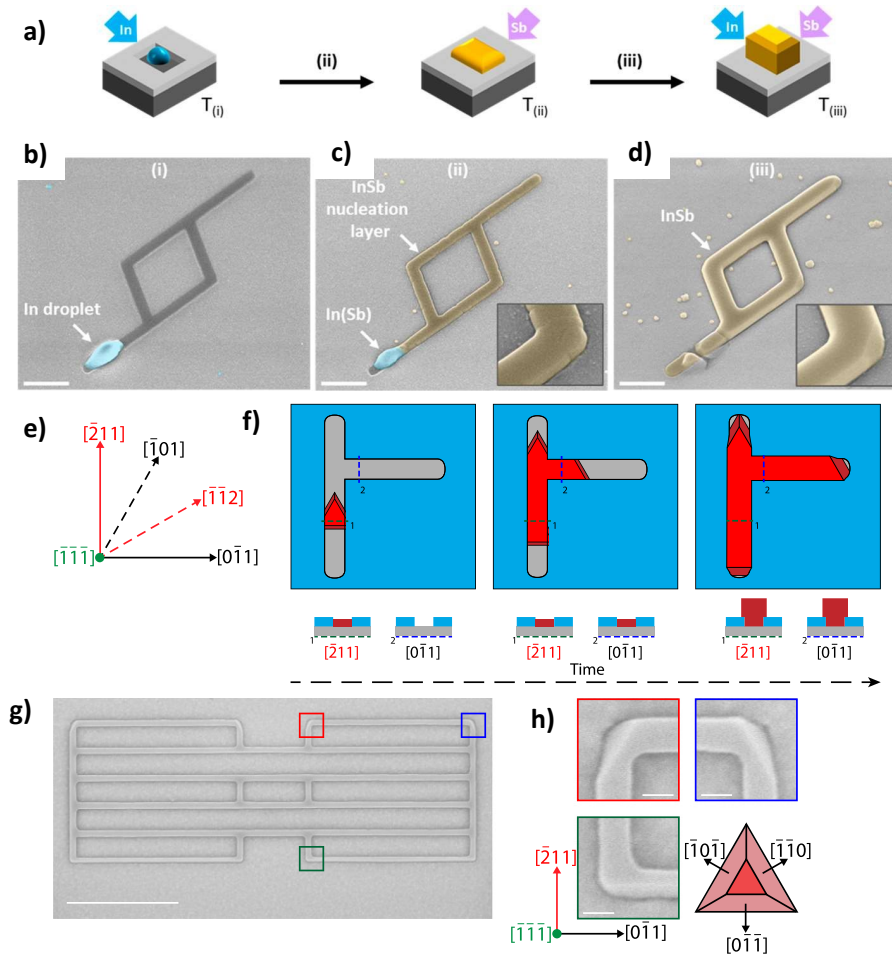 a)
In
Sb
In
Sb
(ii)
(iii)
T(i)
T(ii)
T(iii)
b)
(i)
In droplet
c)
(ii)
InSb
nucleation
layer
In(Sb)
d)
(iii)
InSb
e)
[2̅11]
[1̅01]
[1̅1̅2]
[1̅1̅1̅]
[01̅1]
f)
2
1
2
1
2
1
1
[2̅11]
2
[01̅1]
1
[2̅11]
2
[01̅1]
1
[2̅11]
2
[01̅1]
Time
g)
h)
[2̅11]
[1̅1̅1̅]
[01̅1]
[1̅01̅]
[1̅1̅0]
[01̅1̅]